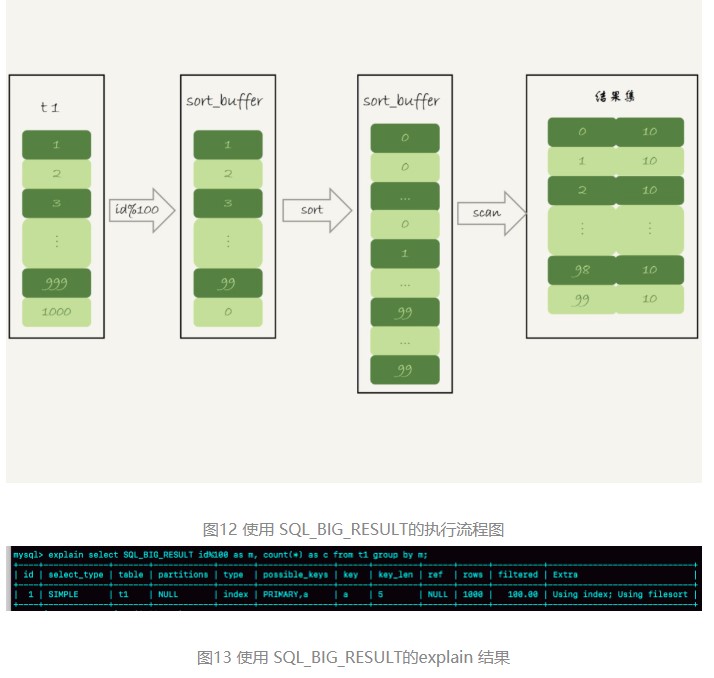 t1
1
2
3
⋮
999
1000
id%100
sort_buffer
1
2
3
⋮
99
0
sort
sort_buffer
0
0
...
0
1
...
99
...
99
scan
结果集
0 10
1 10
2 10
⋮ ⋮
98 10
99 10
图12 使用 SQL_BIG_RESULT的执行流程图
mysql> explain select SQL_BIG_RESULT id%100 as m, count(*) as c from t1 group by m;
| id | select_type | table | partitions | type | possible_keys | key | key_len | ref | rows | filtered | Extra |
| 1 | SIMPLE | t1 | NULL | index | PRIMARY,a | a | 5 | NULL | 1000 | 100.00 | Using index; Using filesort |
图13 使用 SQL_BIG_RESULT的explain 结果